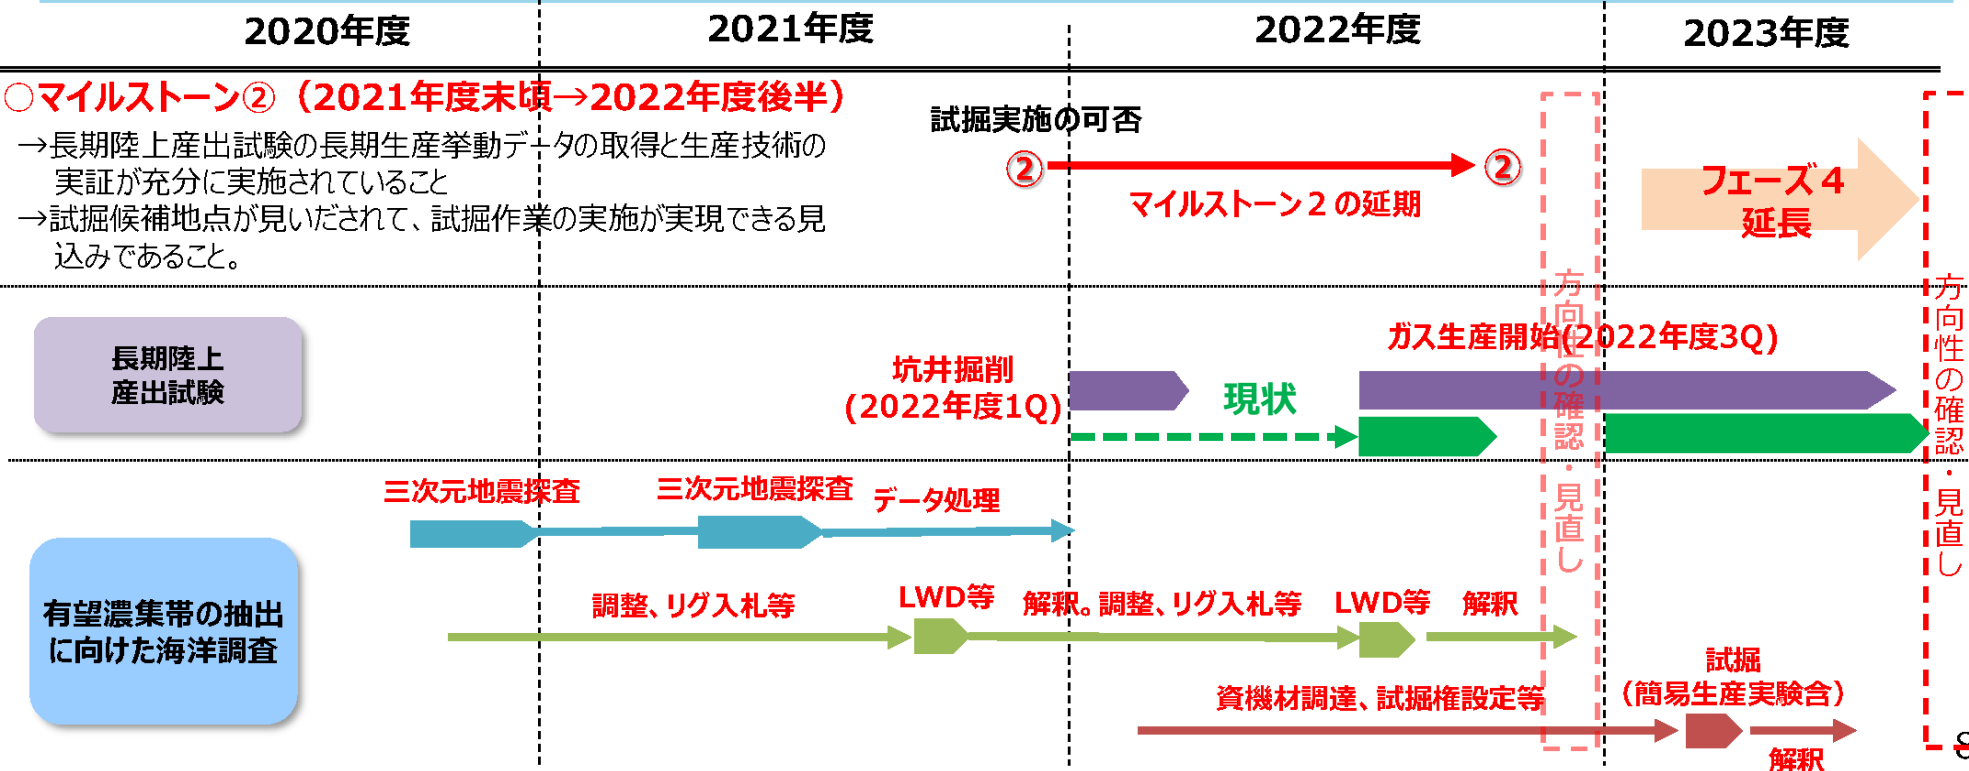 2020年度
2021年度
2022年度
2023年度
○マイルストーン②（2021年度末頃→2022年度後半）
→長期陸上産出試験の長期生産挙動データの取得と生産技術の
実証が充分に実施されていること
→試掘候補地点が見いだされて、試掘作業の実施が実現できる見
込みであること。
試掘実施の可否
②
②
マイルストーン２の延期
フェーズ４
延長
方向性の確認・見直し
方向性の確認・見直し
長期陸上
産出試験
坑井掘削
(2022年度1Q)
現状
ガス生産開始(2022年度3Q)
有望濃集帯の抽出
に向けた海洋調査
三次元地震探査
三次元地震探査
データ処理
調整、リグ入札等
LWD等
解釈。調整、リグ入札等
LWD等
解釈
資機材調達、試掘権設定等
試掘
（簡易生産実験含）
解釈